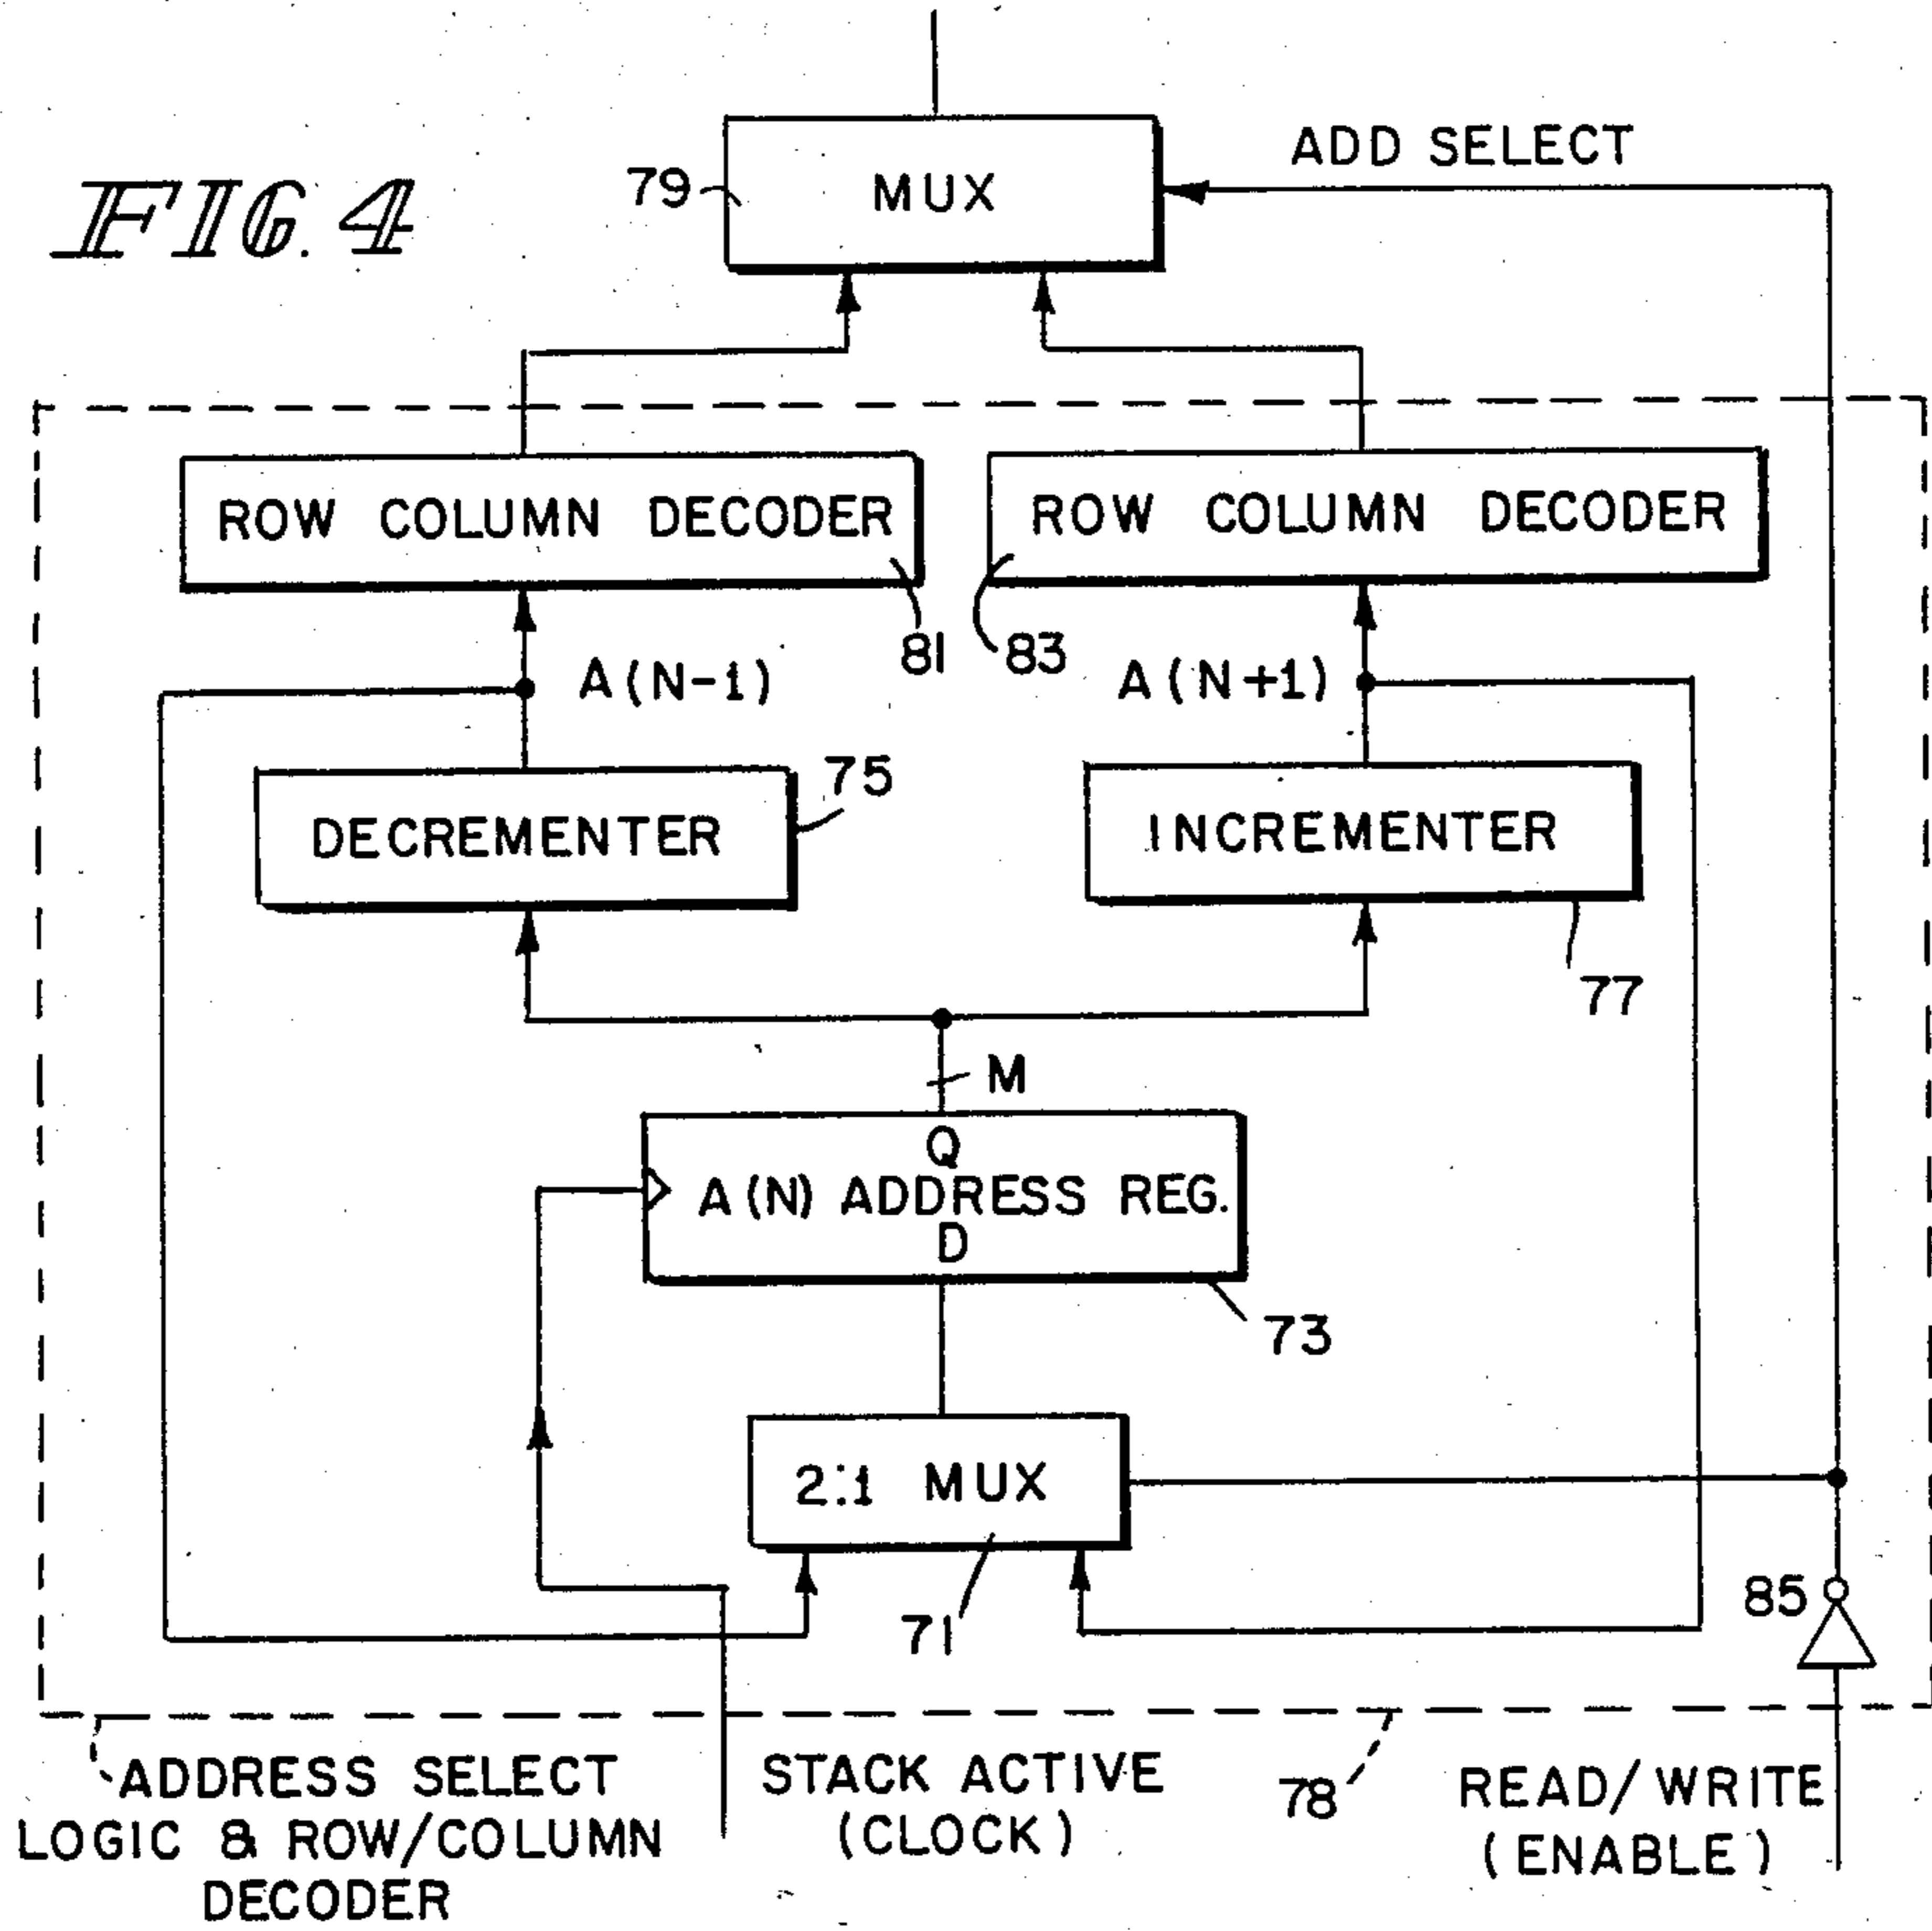 FIG. 4
79
MUX
ADD SELECT
ROW COLUMN DECODER
ROW COLUMN DECODER
81
83
A(N-1)
A(N+1)
75
DECREMENTER
INCREMENTER
77
M
Q
A(N) ADDRESS REG.
D
73
2:1 MUX
71
85
ADDRESS SELECT
LOGIC & ROW/COLUMN
DECODER
STACK ACTIVE
(CLOCK)
78
READ/WRITE
(ENABLE)